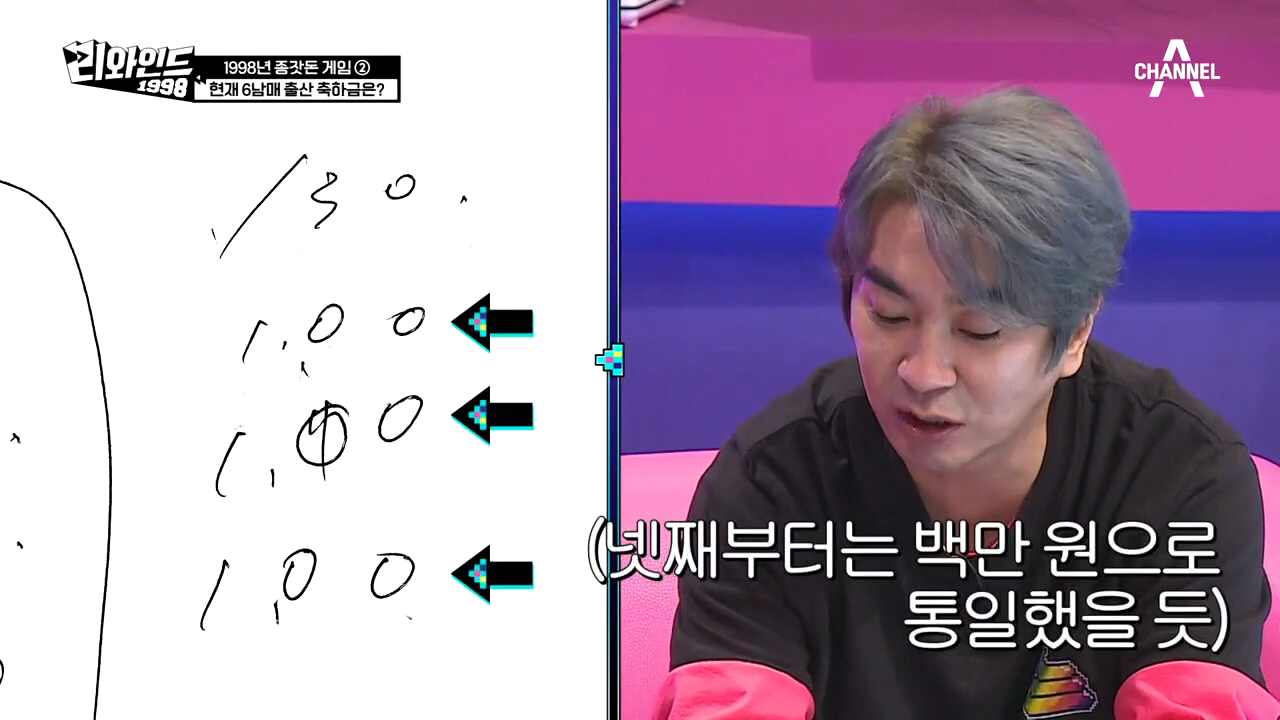 리와인드
1998
1998년 종잣돈 게임 ②
현재 6남매 출산 축하금은?
CHANNEL A
130
1,00
1,00
1,00
(넷째부터는 백만 원으로
통일했을 듯)